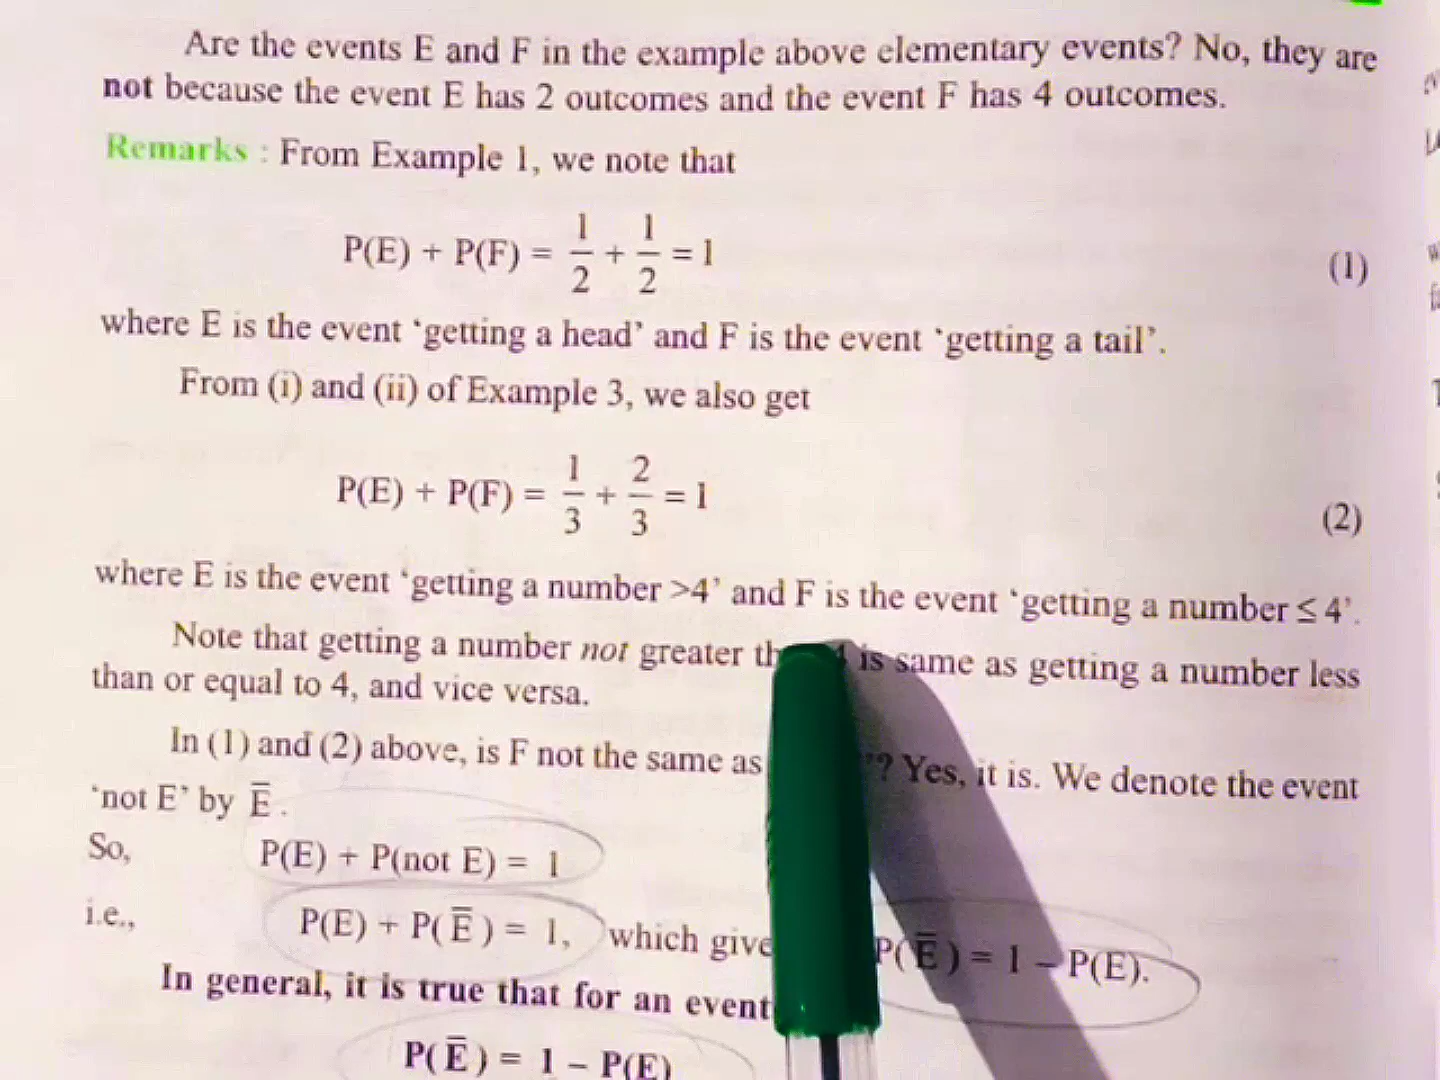 Are the events E and F in the example above elementary events? No, they are
not because the event E has 2 outcomes and the event F has 4 outcomes.
Remarks : From Example 1, we note that
P(E) + P(F) = 1/2 + 1/2 = 1 (1)
where E is the event ‘getting a head’ and F is the event ‘getting a tail’.
From (i) and (ii) of Example 3, we also get
P(E) + P(F) = 1/3 + 2/3 = 1 (2)
where E is the event ‘getting a number >4’ and F is the event ‘getting a number ≤ 4’.
Note that getting a number not greater 4 is same as getting a number less
than or equal to 4, and vice versa.
In (1) and (2) above, is F not the same as ’? Yes, it is. We denote the event
‘not E’ by E̅ .
So, P(E) + P(not E) = 1
i.e., P(E) + P( E̅ ) = 1, which give P( E̅ ) = 1 – P(E).
In general, it is true that for an event
P( E̅ ) = 1 – P(E)